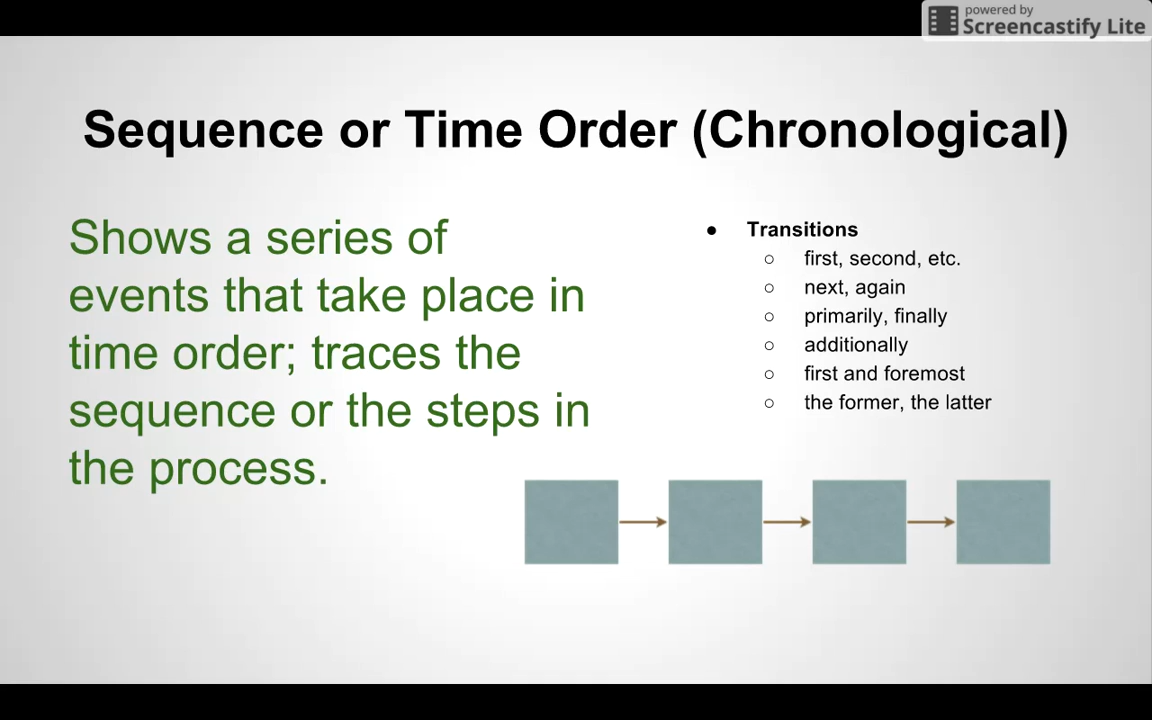 powered by
Screencastify Lite
Sequence or Time Order (Chronological)
Shows a series of
events that take place in
time order; traces the
sequence or the steps in
the process.
● Transitions
○ first, second, etc.
○ next, again
○ primarily, finally
○ additionally
○ first and foremost
○ the former, the latter